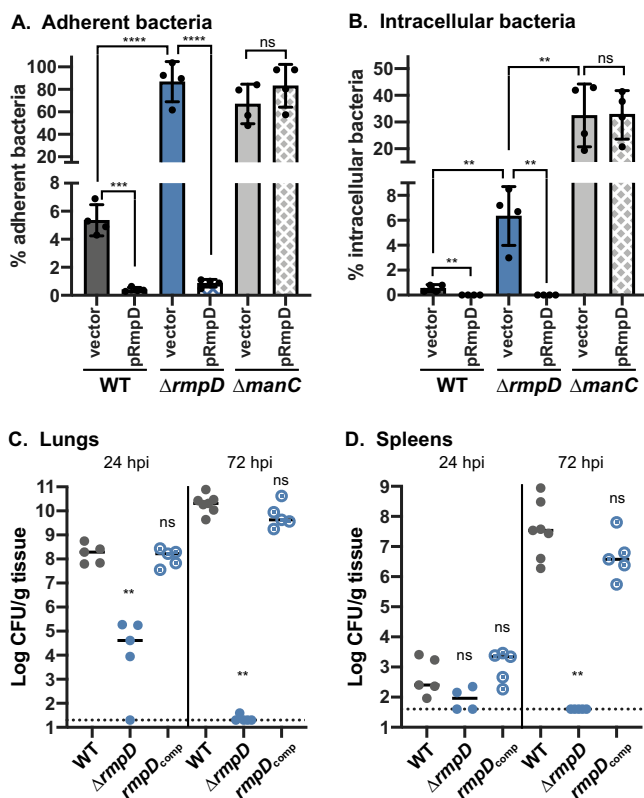 A. Adherent bacteria
% adherent bacteria
100
80
60
40
20
8
6
4
2
0
****
****
ns
***
vector
pRmpD
vector
pRmpD
vector
pRmpD
WT
ΔrmpD
ΔmanC
B. Intracellular bacteria
% intracellular bacteria
50
40
30
20
10
8
6
4
2
0
**
ns
**
**
**
vector
pRmpD
vector
pRmpD
vector
pRmpD
WT
ΔrmpD
ΔmanC
C. Lungs
24 hpi
72 hpi
Log CFU/g tissue
11
10
9
8
7
6
5
4
3
2
1
ns
ns
**
**
WT
ΔrmpD
rmpDcomp
WT
ΔrmpD
rmpDcomp
D. Spleens
24 hpi
72 hpi
Log CFU/g tissue
9
8
7
6
5
4
3
2
1
ns
ns
ns
**
WT
ΔrmpD
rmpDcomp
WT
ΔrmpD
rmpDcomp